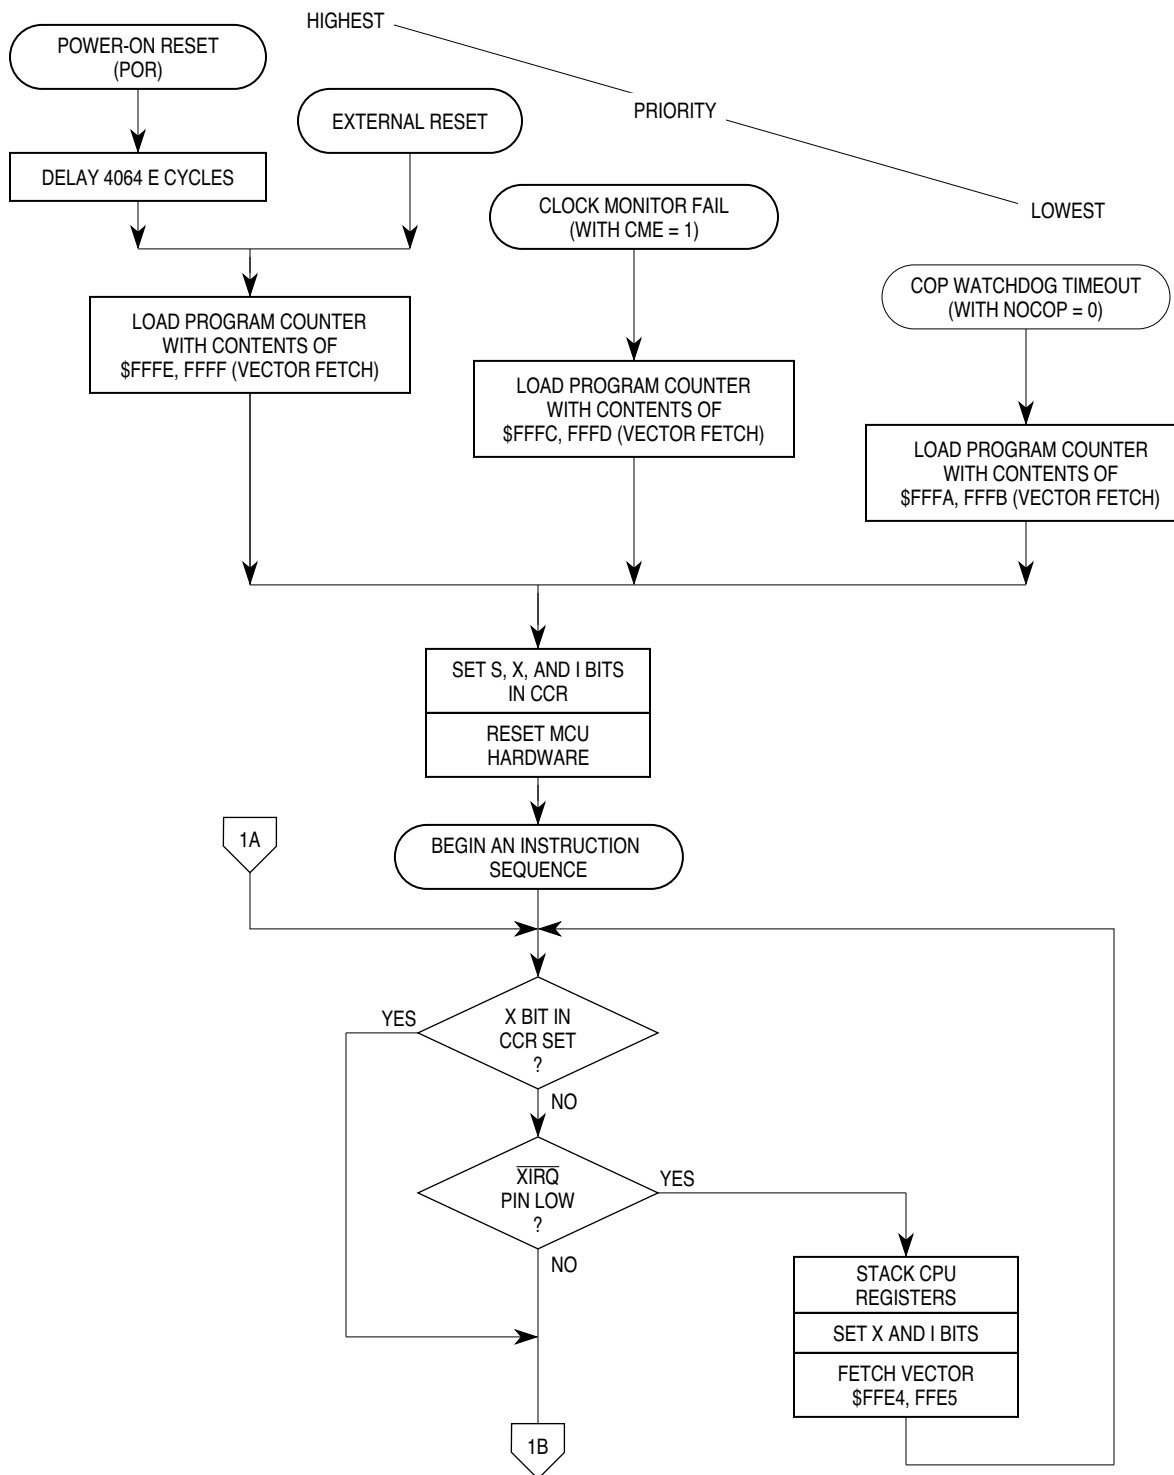 HIGHEST
POWER-ON RESET
(POR)
PRIORITY
EXTERNAL RESET
DELAY 4064 E CYCLES
CLOCK MONITOR FAIL
(WITH CME = 1)
LOWEST
COP WATCHDOG TIMEOUT
(WITH NOCOP = 0)
LOAD PROGRAM COUNTER
WITH CONTENTS OF
$FFFE, FFFF (VECTOR FETCH)
LOAD PROGRAM COUNTER
WITH CONTENTS OF
$FFFC, FFFD (VECTOR FETCH)
LOAD PROGRAM COUNTER
WITH CONTENTS OF
$FFFA, FFFB (VECTOR FETCH)
SET S, X, AND I BITS
IN CCR
RESET MCU
HARDWARE
1A
BEGIN AN INSTRUCTION
SEQUENCE
YES
X BIT IN
CCR SET
?
NO
XIRQ
PIN LOW
?
YES
NO
STACK CPU
REGISTERS
SET X AND I BITS
FETCH VECTOR
$FFE4, FFE5
1B